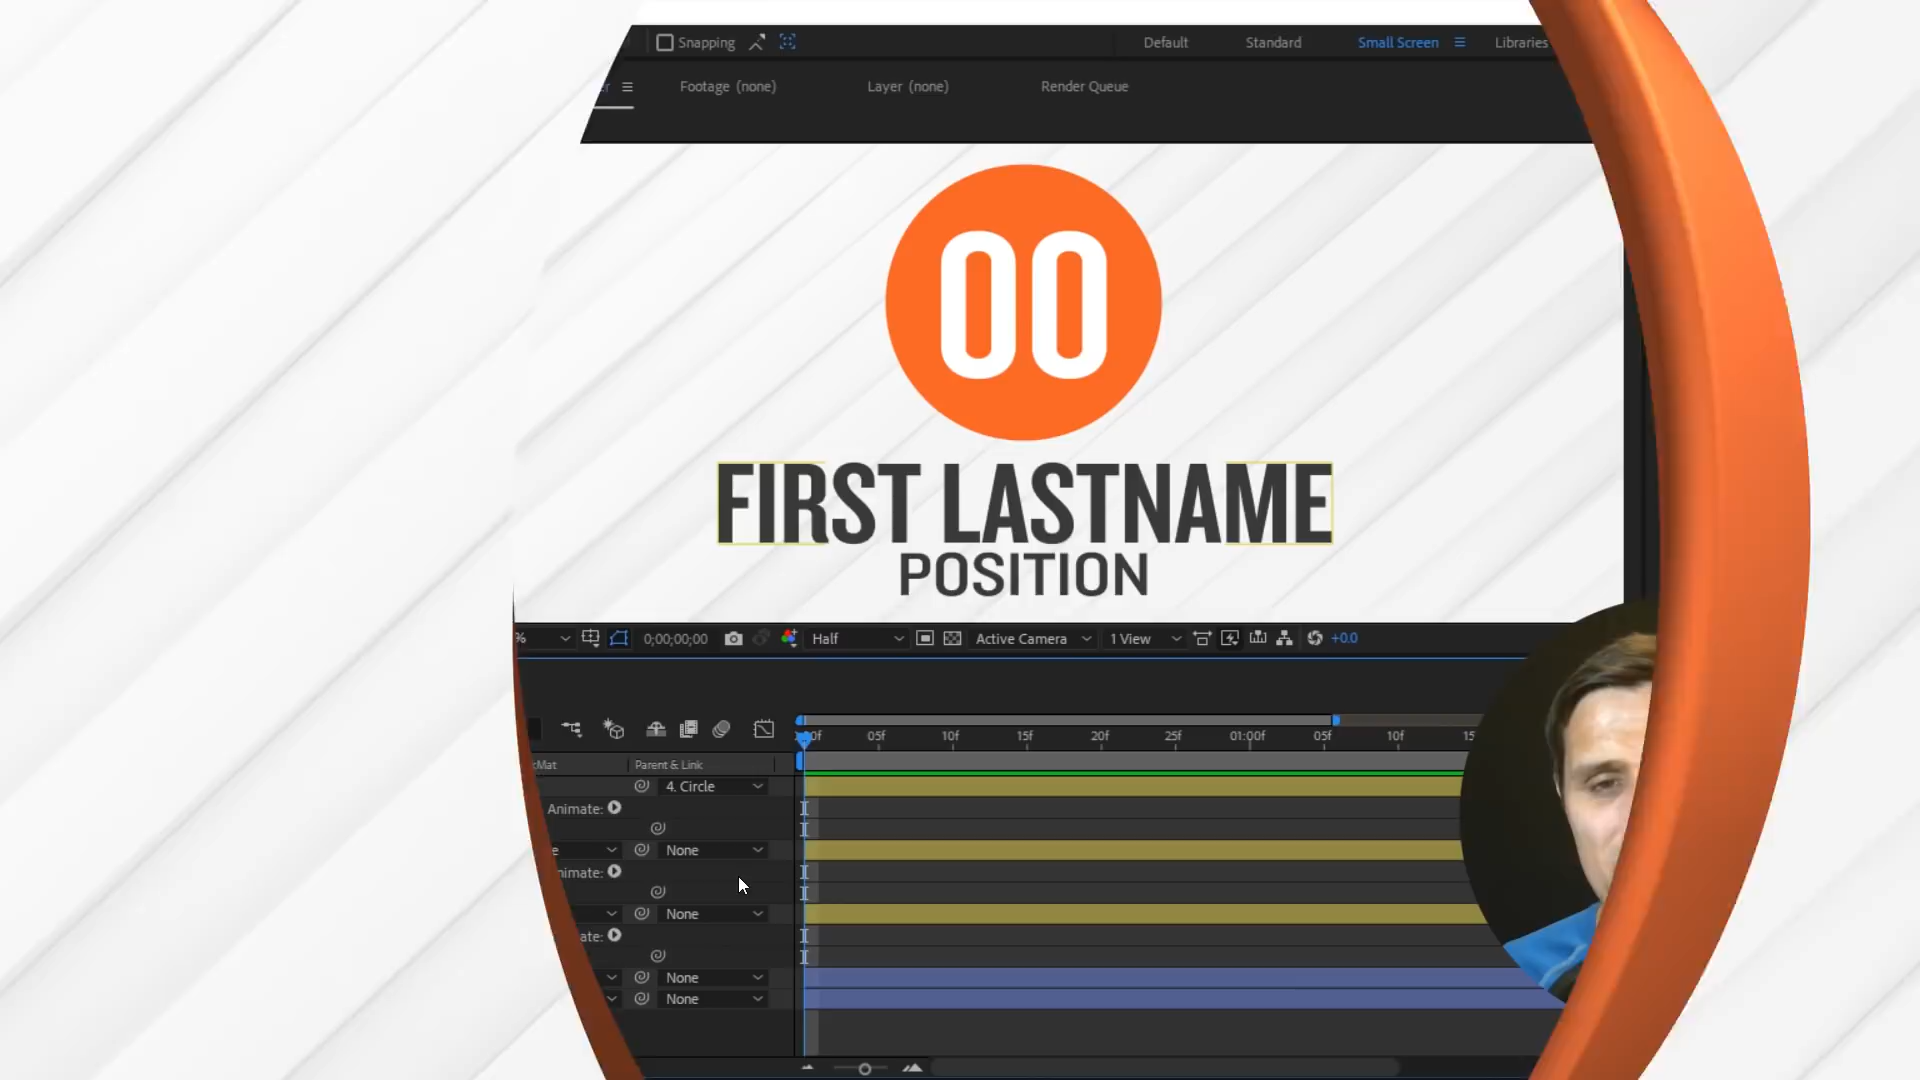 Snapping Default Standard Small Screen Libraries
Footage (none) Layer (none) Render Queue
00
FIRST LASTNAME
POSITION
% 0;00;00;00 Half Active Camera 1 View +0.0
05f 10f 15f 20f 25f 01:00f 05f 10f
Parent & Link
4. Circle
Animate:
None
None
None
None